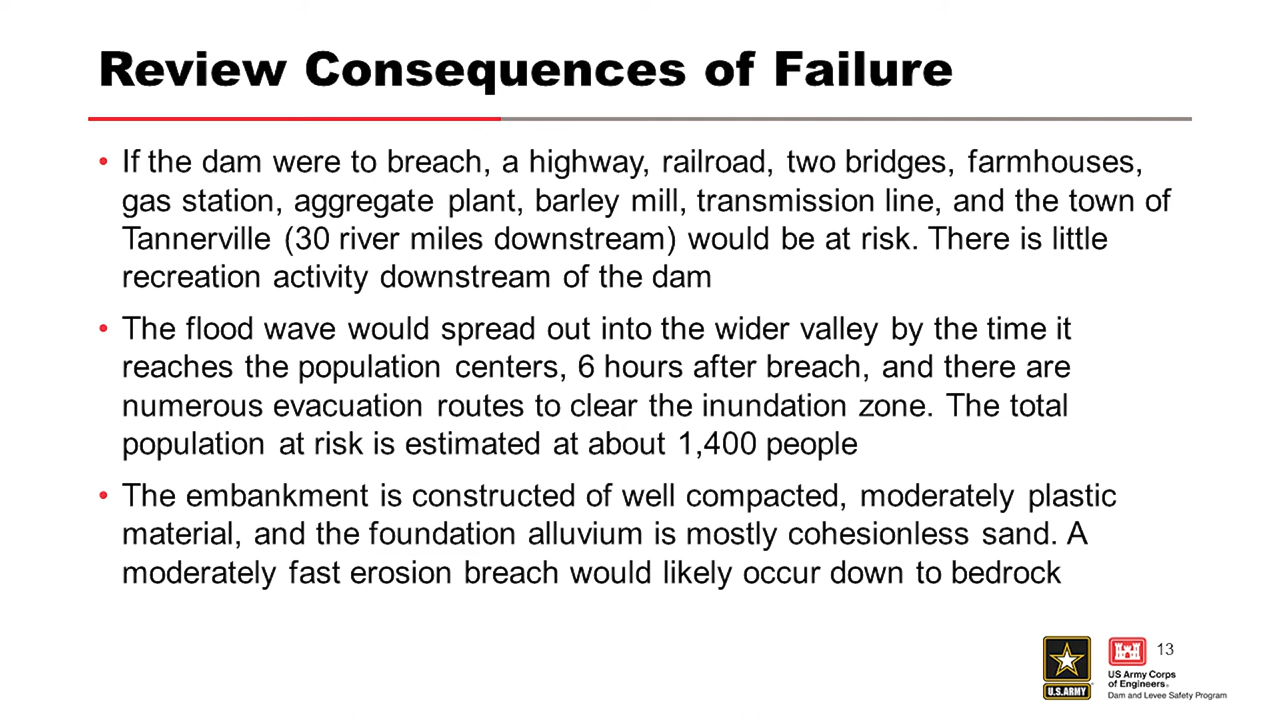 Review Consequences of Failure
• If the dam were to breach, a highway, railroad, two bridges, farmhouses,
gas station, aggregate plant, barley mill, transmission line, and the town of
Tannerville (30 river miles downstream) would be at risk. There is little
recreation activity downstream of the dam
• The flood wave would spread out into the wider valley by the time it
reaches the population centers, 6 hours after breach, and there are
numerous evacuation routes to clear the inundation zone. The total
population at risk is estimated at about 1,400 people
• The embankment is constructed of well compacted, moderately plastic
material, and the foundation alluvium is mostly cohesionless sand. A
moderately fast erosion breach would likely occur down to bedrock
13
U.S.ARMY
US Army Corps
of Engineers®
Dam and Levee Safety Program